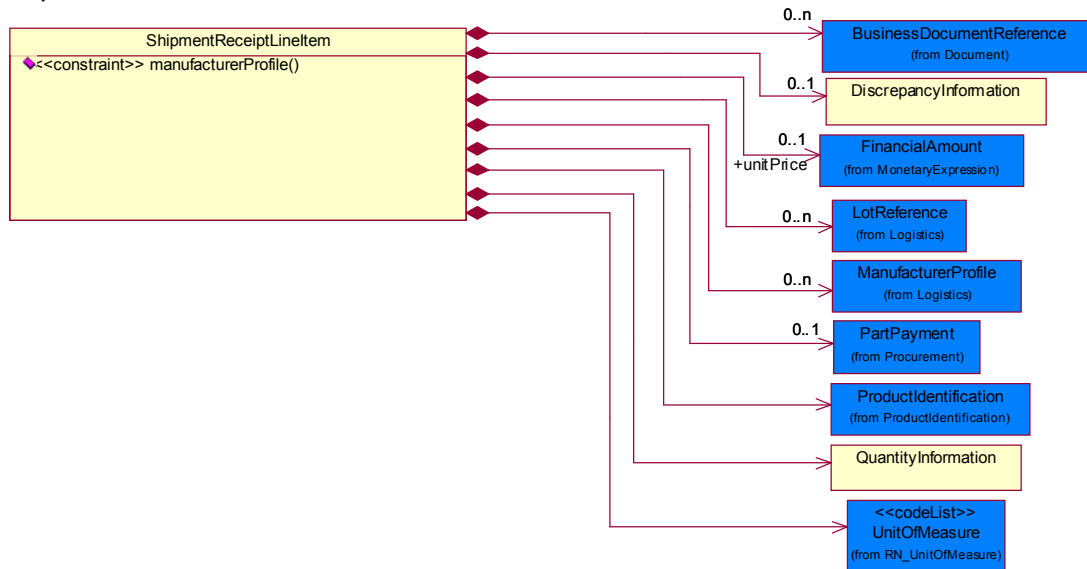 ShipmentReceiptLineItem
<<constraint>> manufacturerProfile()
0..n
BusinessDocumentReference
(from Document)
0..1
DiscrepancyInformation
0..1
+unitPrice
FinancialAmount
(from MonetaryExpression)
0..n
LotReference
(from Logistics)
0..n
ManufacturerProfile
(from Logistics)
0..1
PartPayment
(from Procurement)
ProductIdentification
(from ProductIdentification)
QuantityInformation
<<codeList>>
UnitOfMeasure
(from RN_UnitOfMeasure)